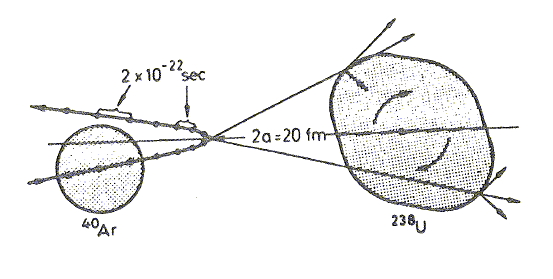 2 × 10⁻²² sec
2a = 20 fm
⁴⁰Ar
²³⁸U